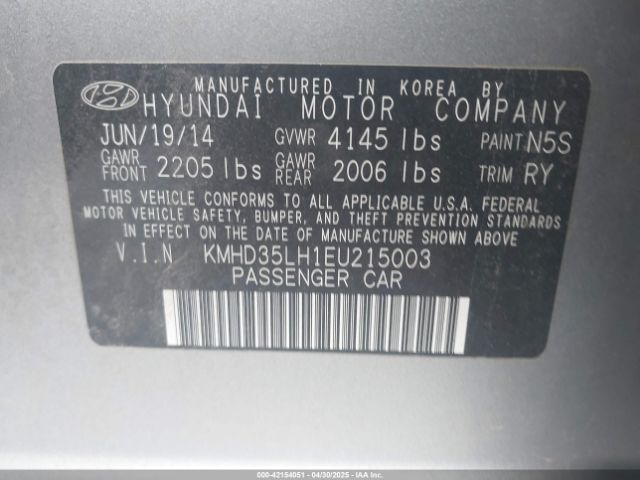 MANUFACTURED IN KOREA BY
HYUNDAI MOTOR COMPANY
JUN/19/14 GVWR 4145 lbs PAINT N5S
GAWR FRONT 2205 lbs GAWR REAR 2006 lbs TRIM RY
THIS VEHICLE CONFORMS TO ALL APPLICABLE U.S.A. FEDERAL
MOTOR VEHICLE SAFETY, BUMPER, AND THEFT PREVENTION STANDARDS
IN EFFECT ON THE DATE OF MANUFACTURE SHOWN ABOVE
V.I.N KMHD35LH1EU215003
PASSENGER CAR
000-42154051 - 04/30/2025 - IAAI.COM